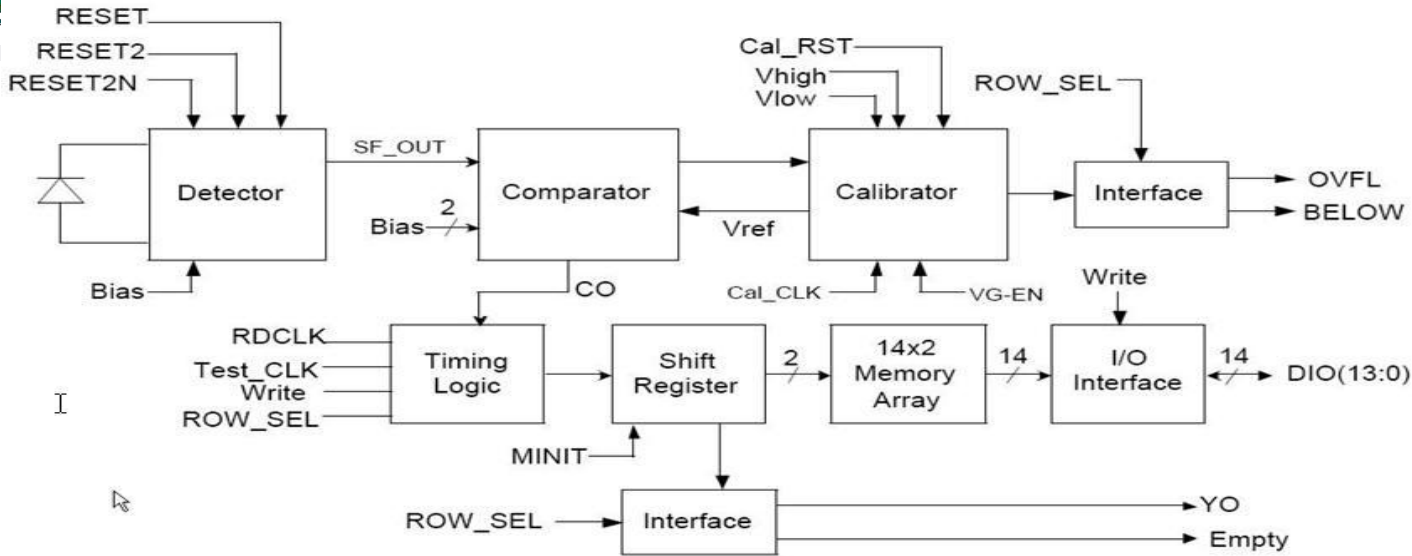 RESET
RESET2
RESET2N
Cal_RST
Vhigh
Vlow
ROW_SEL
SF_OUT
Detector
Comparator
Calibrator
Interface
OVFL
BELOW
Bias
2
Vref
Bias
CO
Cal_CLK
VG-EN
Write
RDCLK
Test_CLK
Write
ROW_SEL
Timing
Logic
Shift
Register
2
14x2
Memory
Array
14
I/O
Interface
14
DIO(13:0)
MINIT
ROW_SEL
Interface
YO
Empty